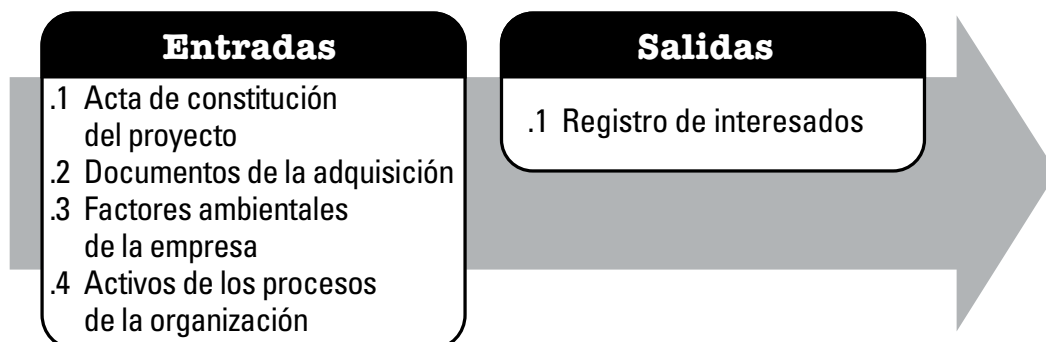 Entradas
.1 Acta de constitución
del proyecto
.2 Documentos de la adquisición
.3 Factores ambientales
de la empresa
.4 Activos de los procesos
de la organización
Salidas
.1 Registro de interesados